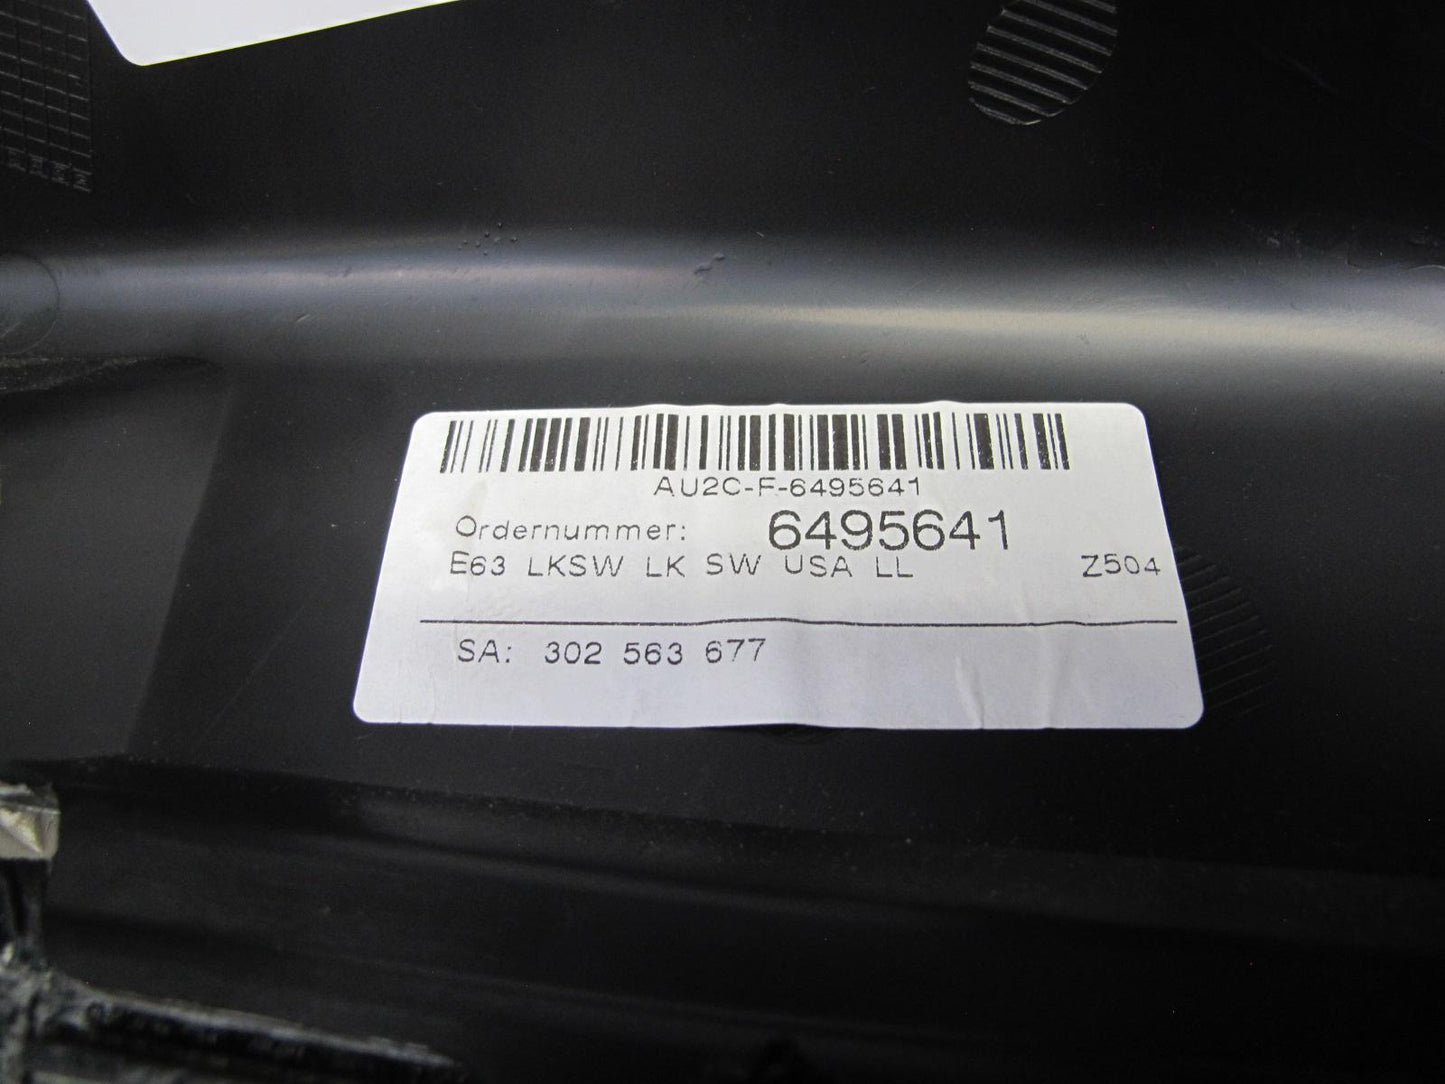 AU2C-F-6495641
Ordernummer: 6495641
E63 LKSW LK SW USA LL Z504
SA: 302 563 677